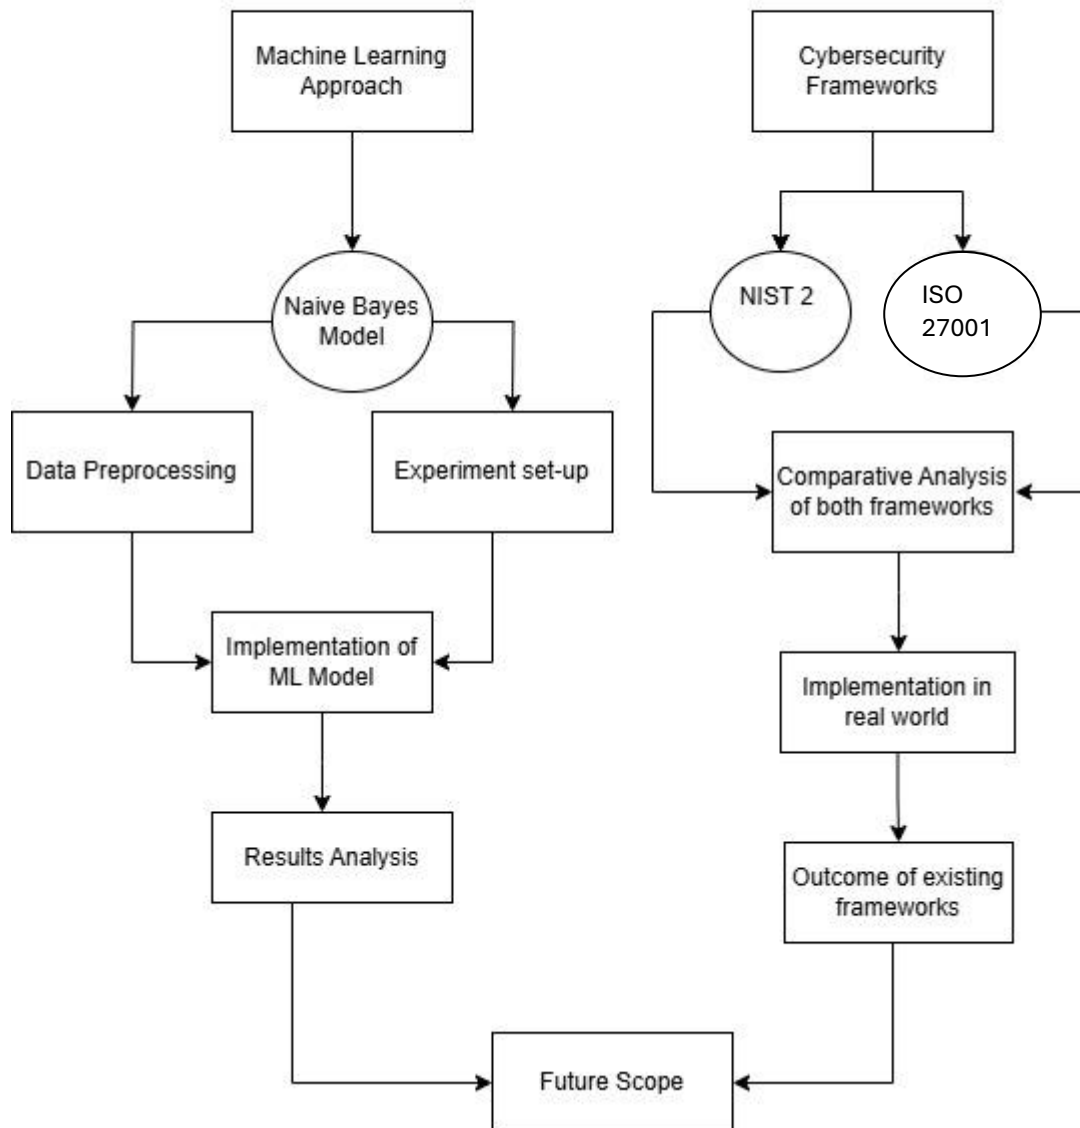 Machine Learning
Approach
Cybersecurity
Frameworks
Naive Bayes
Model
NIST 2
ISO
27001
Data Preprocessing
Experiment set-up
Comparative Analysis
of both frameworks
Implementation of
ML Model
Implementation in
real world
Results Analysis
Outcome of existing
frameworks
Future Scope